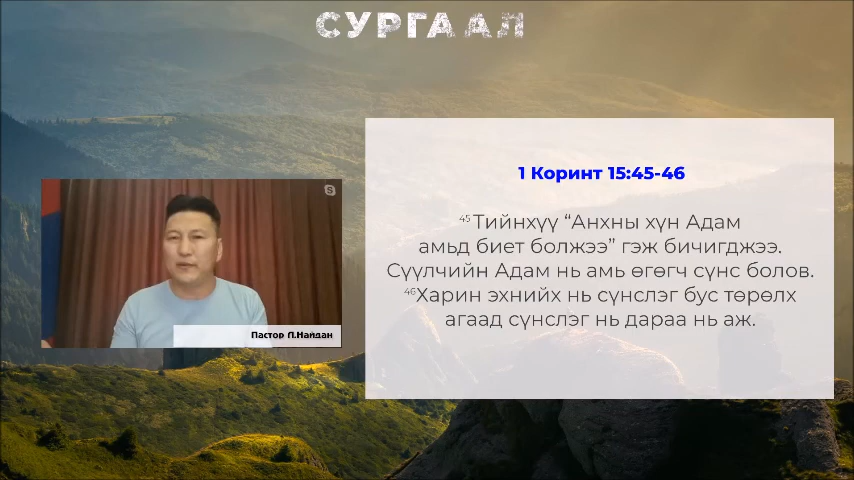 СУРГААЛ
1 Коринт 15:45-46
45 Тийнхүү “Анхны хүн Адам
амьд биет болжээ” гэж бичигджээ.
Сүүлчийн Адам нь амь өгөгч сүнс болов.
46 Харин эхнийх нь сүнслэг бус төрөлх
агаад сүнслэг нь дараа нь аж.
Пастор Л.Найдан